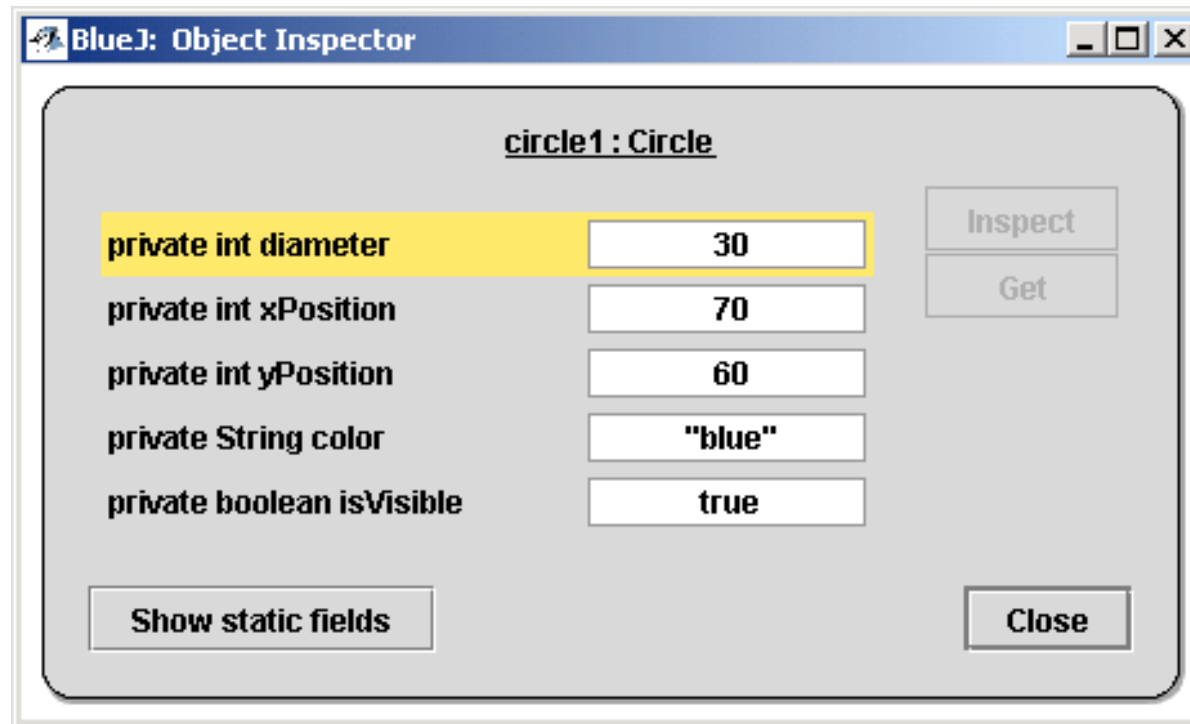 BlueJ: Object Inspector
circle1 : Circle
private int diameter 30
Inspect
private int xPosition 70
Get
private int yPosition 60
private String color "blue"
private boolean isVisible true
Show static fields
Close